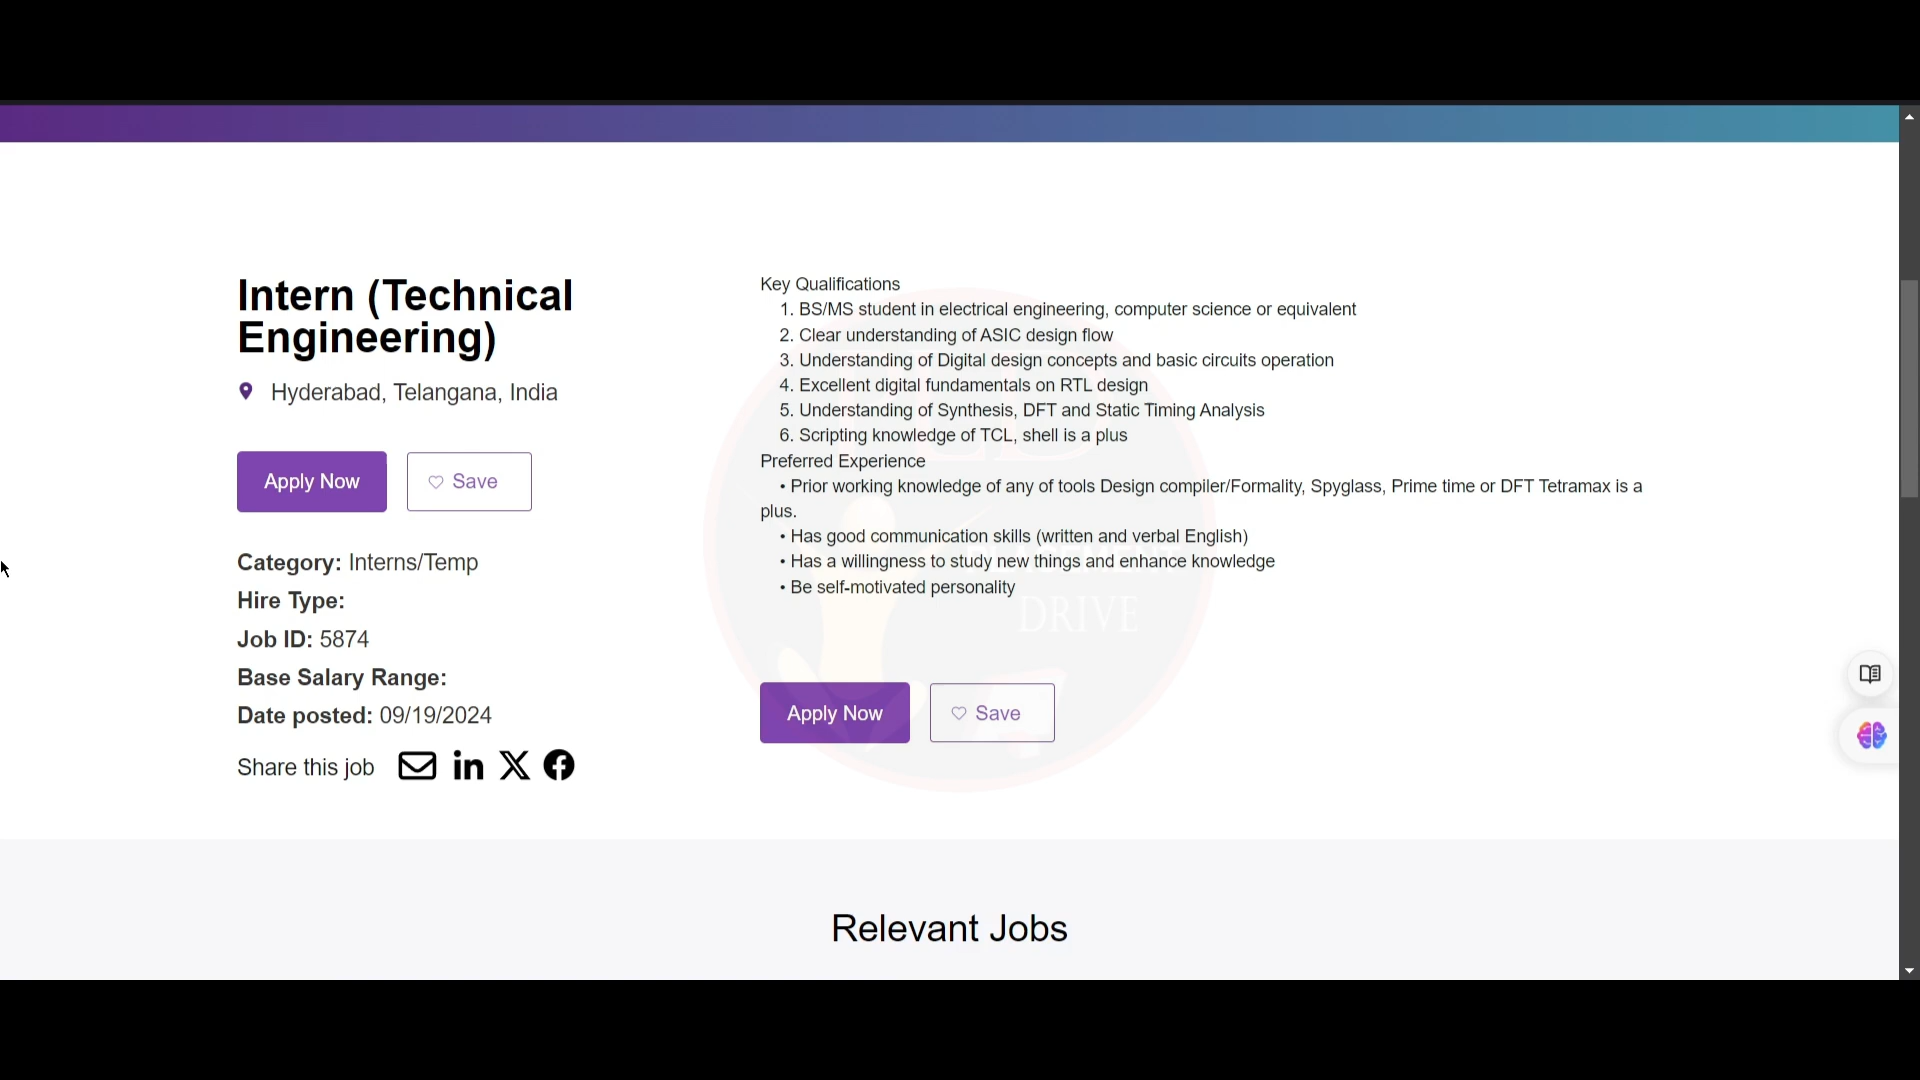 Intern (Technical
Engineering)
Hyderabad, Telangana, India
Apply Now
Save
Category: Interns/Temp
Hire Type:
Job ID: 5874
Base Salary Range:
Date posted: 09/19/2024
Share this job
Key Qualifications
1. BS/MS student in electrical engineering, computer science or equivalent
2. Clear understanding of ASIC design flow
3. Understanding of Digital design concepts and basic circuits operation
4. Excellent digital fundamentals on RTL design
5. Understanding of Synthesis, DFT and Static Timing Analysis
6. Scripting knowledge of TCL, shell is a plus
Preferred Experience
• Prior working knowledge of any of tools Design compiler/Formality, Spyglass, Prime time or DFT Tetramax is a
plus.
• Has good communication skills (written and verbal English)
• Has a willingness to study new things and enhance knowledge
• Be self-motivated personality
DRIVE
Apply Now
Save
Relevant Jobs